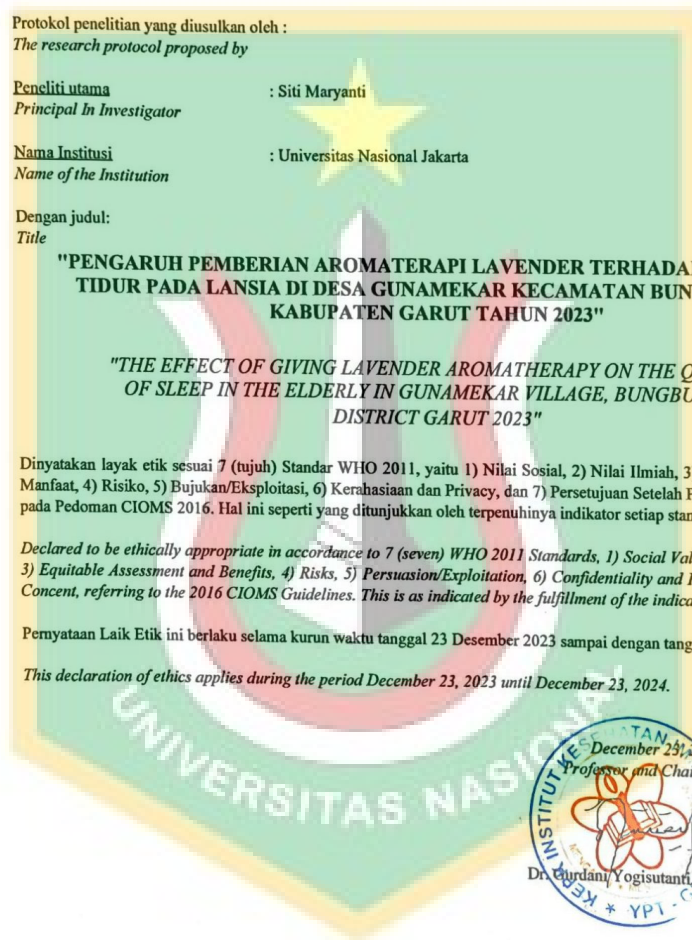 Protokol penelitian yang diusulkan oleh :
The research protocol proposed by
Peneliti utama : Siti Maryanti
Principal In Investigator
Nama Institusi : Universitas Nasional Jakarta
Name of the Institution
Dengan judul:
Title
"PENGARUH PEMBERIAN AROMATERAPI LAVENDER TERHADA
TIDUR PADA LANSIA DI DESA GUNAMEKAR KECAMATAN BUN
KABUPATEN GARUT TAHUN 2023"
"THE EFFECT OF GIVING LAVENDER AROMATHERAPY ON THE Q
OF SLEEP IN THE ELDERLY IN GUNAMEKAR VILLAGE, BUNGBU
DISTRICT GARUT 2023"
Dinyatakan layak etik sesuai 7 (tujuh) Standar WHO 2011, yaitu 1) Nilai Sosial, 2) Nilai Ilmiah, 3
Manfaat, 4) Risiko, 5) Bujukan/Eksploitasi, 6) Kerahasiaan dan Privacy, dan 7) Persetujuan Setelah P
pada Pedoman CIOMS 2016. Hal ini seperti yang ditunjukkan oleh terpenuhinya indikator setiap stan
Declared to be ethically appropriate in accordance to 7 (seven) WHO 2011 Standards, 1) Social Val
3) Equitable Assessment and Benefits, 4) Risks, 5) Persuasion/Exploitation, 6) Confidentiality and
Concent, referring to the 2016 CIOMS Guidelines. This is as indicated by the fulfillment of the indica
Pernyataan Laik Etik ini berlaku selama kurun waktu tanggal 23 Desember 2023 sampai dengan tang
This declaration of ethics applies during the period December 23, 2023 until December 23, 2024.
UNIVERSITAS NASIONAL
December 23,
Professor and Chai
KEPK INSTITUT KESEHATAN
Dr. Gurdani Yogisutanti,
YPT